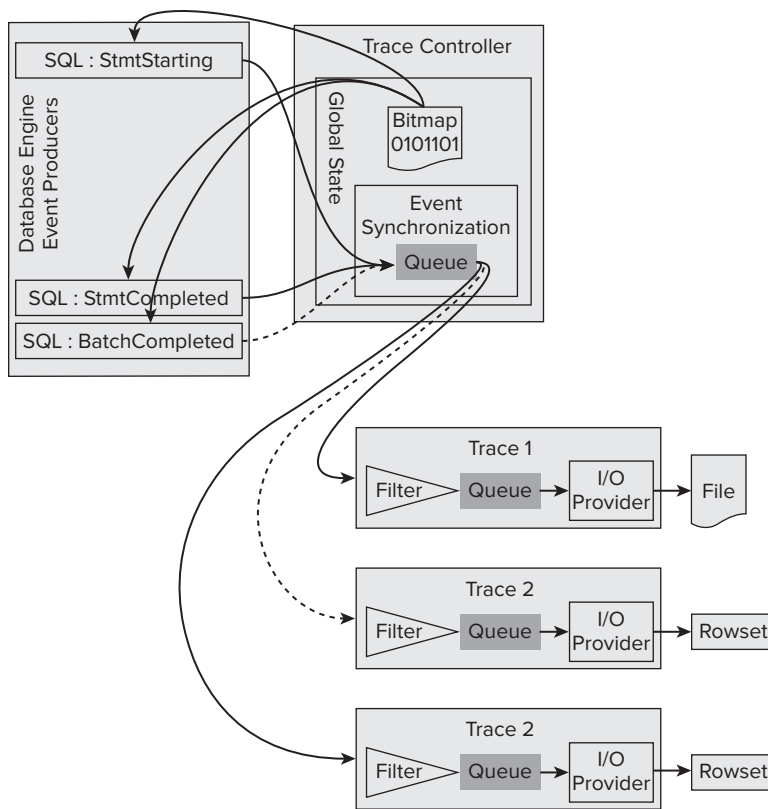 SQL : StmtStarting
Database Engine
Event Producers
SQL : StmtCompleted
SQL : BatchCompleted
Trace Controller
Global State
Bitmap
0101101
Event
Synchronization
Queue
Trace 1
Filter
Queue
I/O
Provider
File
Trace 2
Filter
Queue
I/O
Provider
Rowset
Trace 2
Filter
Queue
I/O
Provider
Rowset